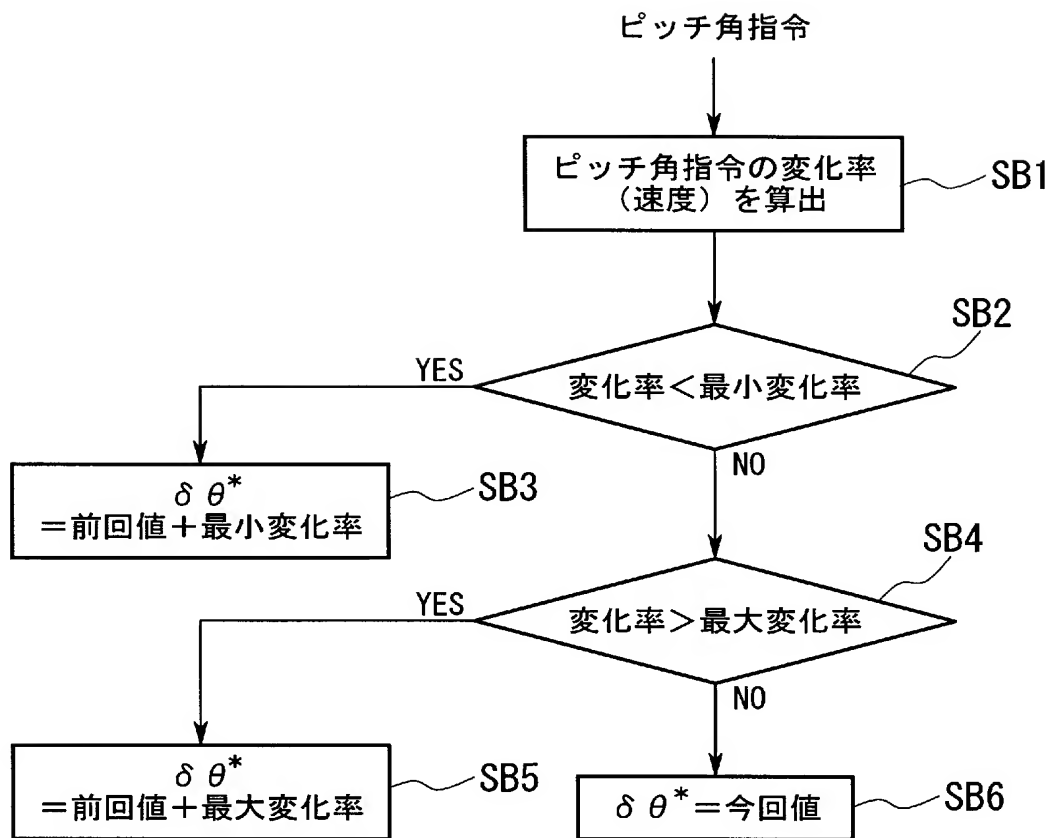 ピッチ角指令
ピッチ角指令の変化率
(速度)を算出
SB1
SB2
変化率<最小変化率
YES
NO
δ θ*
=前回値+最小変化率
SB3
SB4
変化率>最大変化率
YES
NO
δ θ*
=前回値+最大変化率
SB5
δ θ*=今回値
SB6